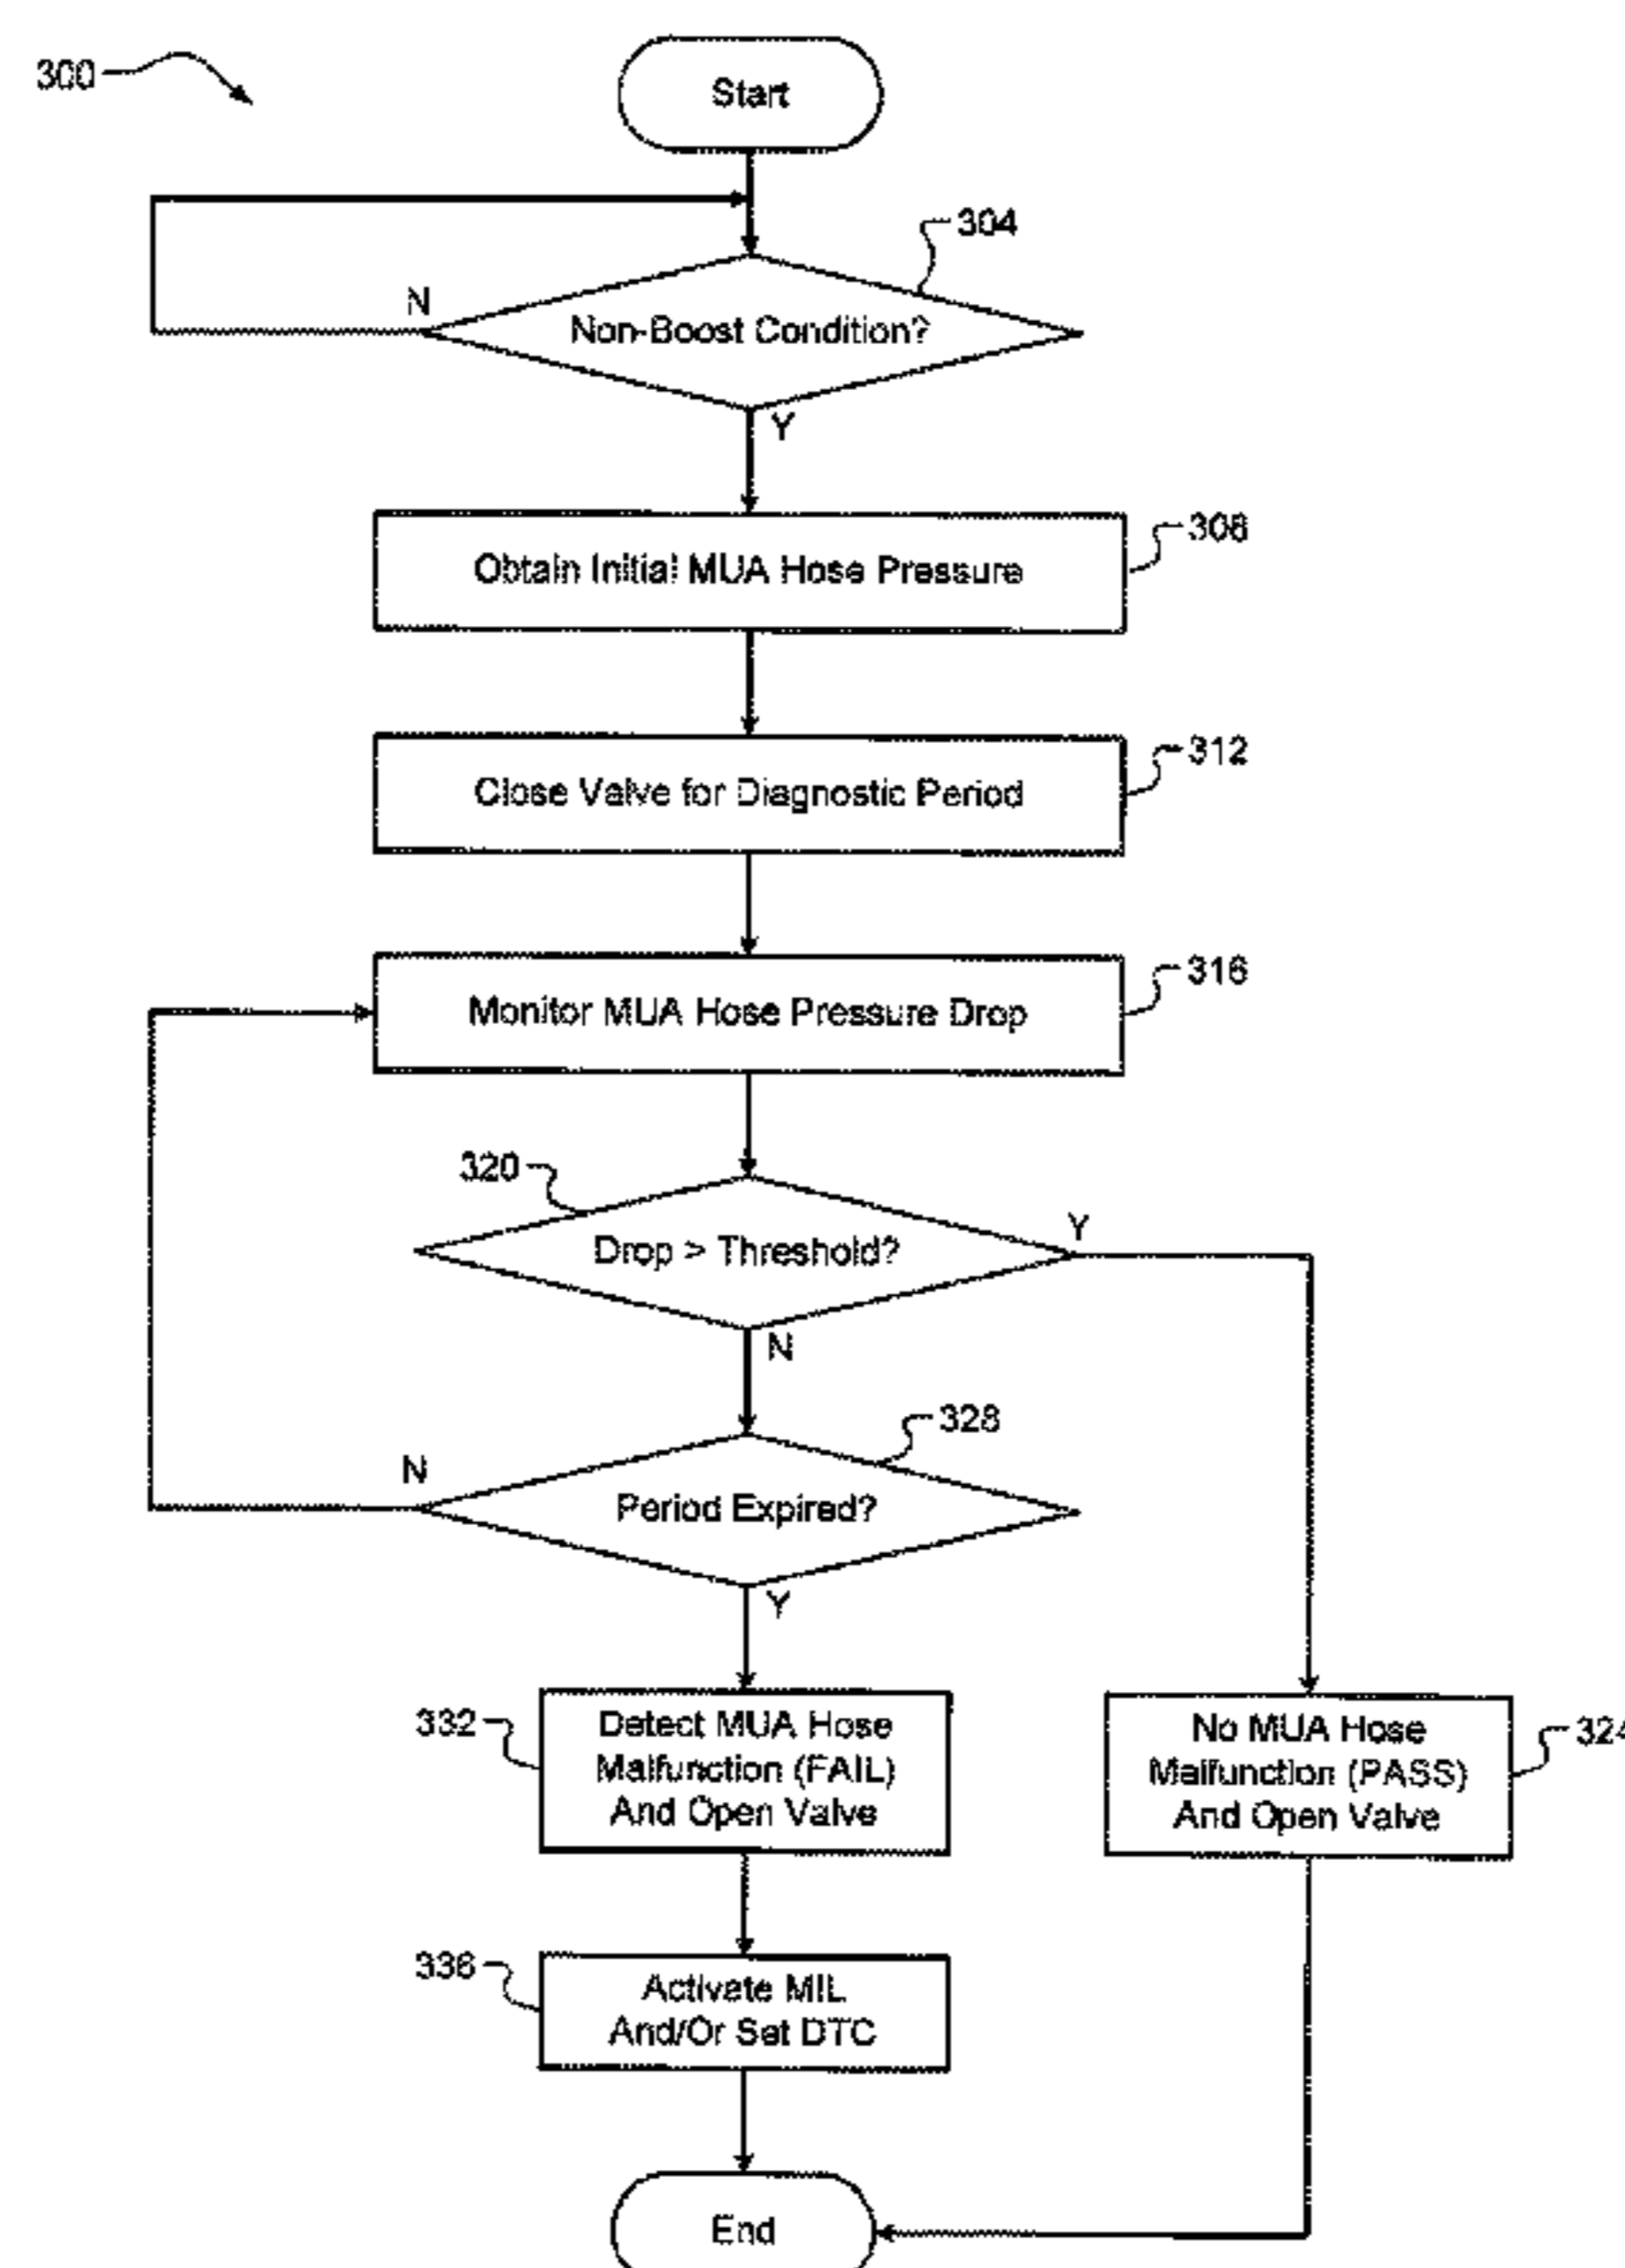 300
Start
304
N
Non-Boost Condition?
Y
308
Obtain Initial MUA Hose Pressure
312
Close Valve for Diagnostic Period
316
Monitor MUA Hose Pressure Drop
320
Y
Drop > Threshold?
N
328
N
Period Expired?
Y
332
Detect MUA Hose
Malfunction (FAIL)
And Open Valve
No MUA Hose
Malfunction (PASS)
And Open Valve
324
336
Activate MIL
And/Or Set DTC
End